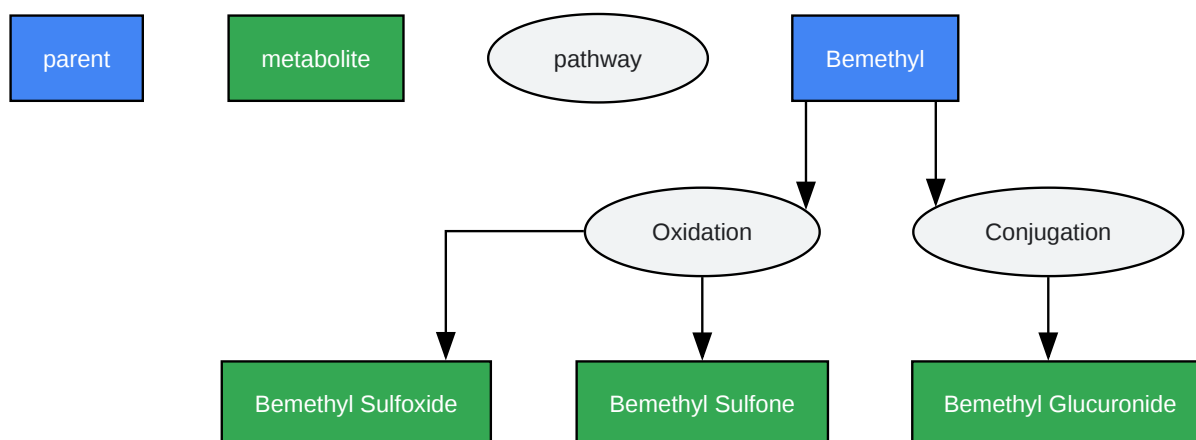 parent
metabolite
pathway
Bemethyl
Oxidation
Conjugation
Bemethyl Sulfoxide
Bemethyl Sulfone
Bemethyl Glucuronide